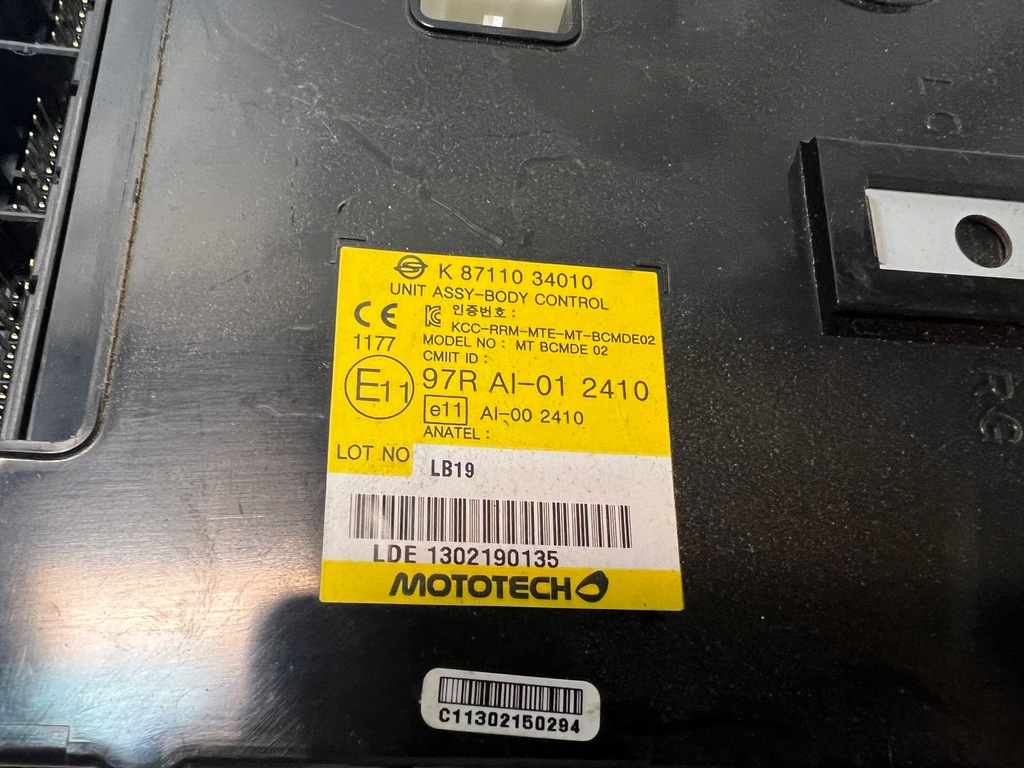 K 87110 34010
UNIT ASSY-BODY CONTROL
CE 인증번호 :
KCC-RRM-MTE-MT-BCMDE02
1177 MODEL NO : MT BCMDE 02
CMIIT ID :
E11 97R AI-01 2410
e11 AI-00 2410
ANATEL :
LOT NO LB19
LDE 1302190135
MOTOTECH
C11302150294
LC
RC